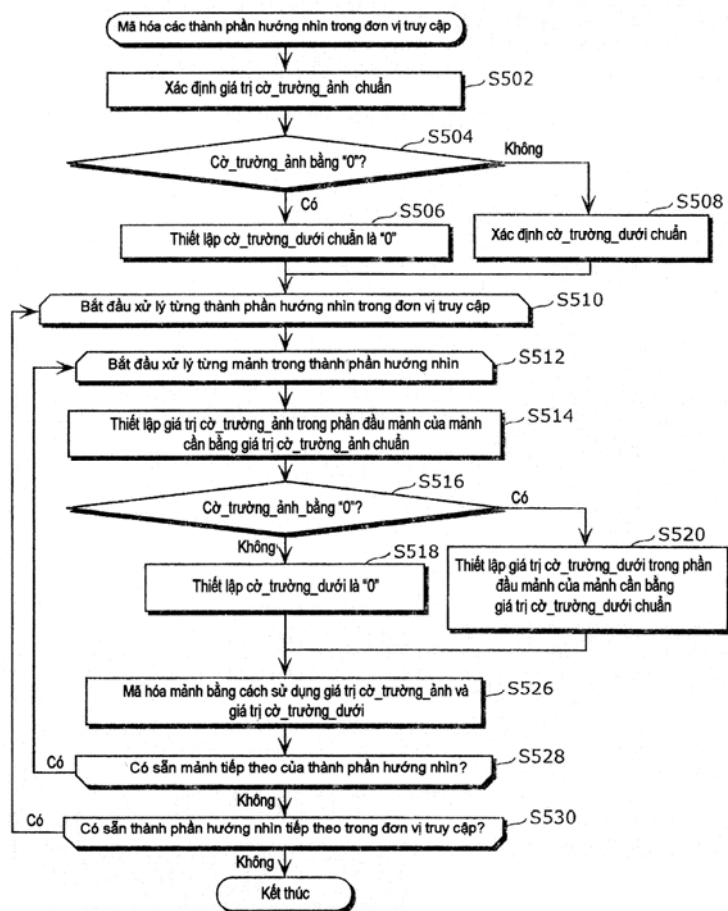 Mã hóa các thành phần hướng nhìn trong đơn vị truy cập
S502
Xác định giá trị cờ_trường_ảnh chuẩn
S504
Cờ_trường_ảnh bằng “0”?
Không
Có
S506
S508
Thiết lập cờ_trường_dưới chuẩn là “0”
Xác định cờ_trường_dưới chuẩn
Bắt đầu xử lý từng thành phần hướng nhìn trong đơn vị truy cập
S510
Bắt đầu xử lý từng mảnh trong thành phần hướng nhìn
S512
S514
Thiết lập giá trị cờ_trường_ảnh trong phần đầu mảnh của mảnh
cần bằng giá trị cờ_trường_ảnh chuẩn
S516
Cờ_trường_ảnh_bằng “0”?
Có
Không
S518
S520
Thiết lập cờ_trường_dưới là “0”
Thiết lập giá trị cờ_trường_dưới trong phần
đầu mảnh của mảnh cần bằng
giá trị cờ_trường_dưới chuẩn
Mã hóa mảnh bằng cách sử dụng giá trị cờ_trường_ảnh và
giá trị cờ_trường_dưới
S526
Có
Có sẵn mảnh tiếp theo của thành phần hướng nhìn?
S528
Không
Có
Có sẵn thành phần hướng nhìn tiếp theo trong đơn vị truy cập?
S530
Không
Kết thúc